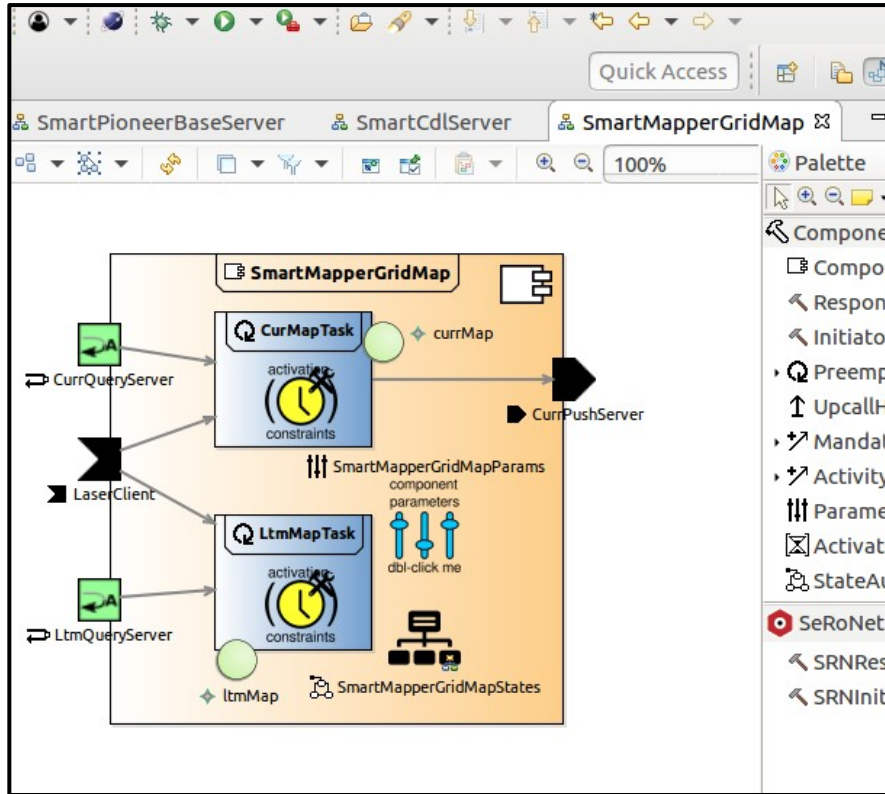 Quick Access
SmartPioneerBaseServer
SmartCdlServer
SmartMapperGridMap
100%
Palette
Compone
Compo
Respon
Initiato
Preemp
UpcallH
Mandat
Activity
Parame
Activat
StateAu
SeRoNet
SRNRes
SRNInit
SmartMapperGridMap
CurMapTask
activation
constraints
currMap
A
CurrQueryServer
CurrPushServer
LaserClient
SmartMapperGridMapParams
component
parameters
dbl-click me
LtmMapTask
activation
constraints
A
LtmQueryServer
ltmMap
SmartMapperGridMapStates